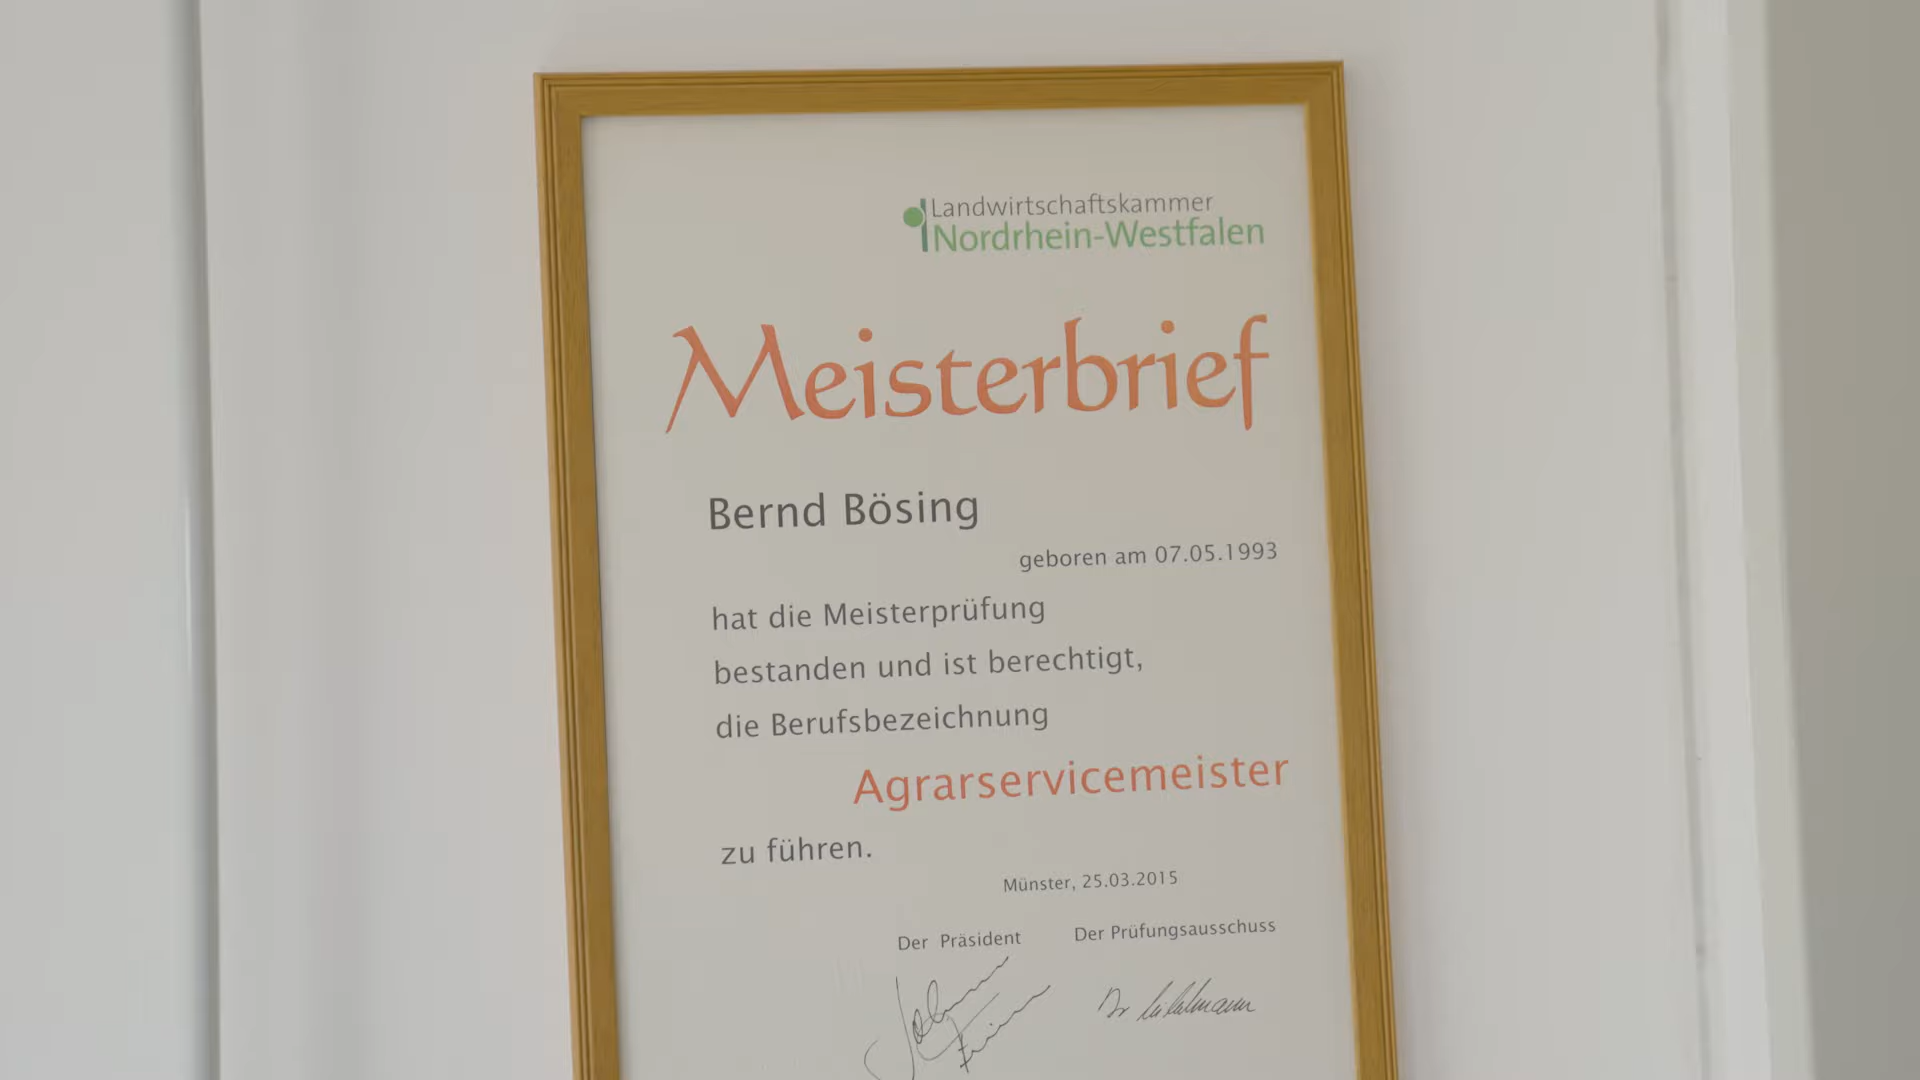 Landwirtschaftskammer
Nordrhein-Westfalen
Meisterbrief
Bernd Bösing
geboren am 07.05.1993
hat die Meisterprüfung
bestanden und ist berechtigt,
die Berufsbezeichnung
Agrarservicemeister
zu führen.
Münster, 25.03.2015
Der Präsident Der Prüfungsausschuss